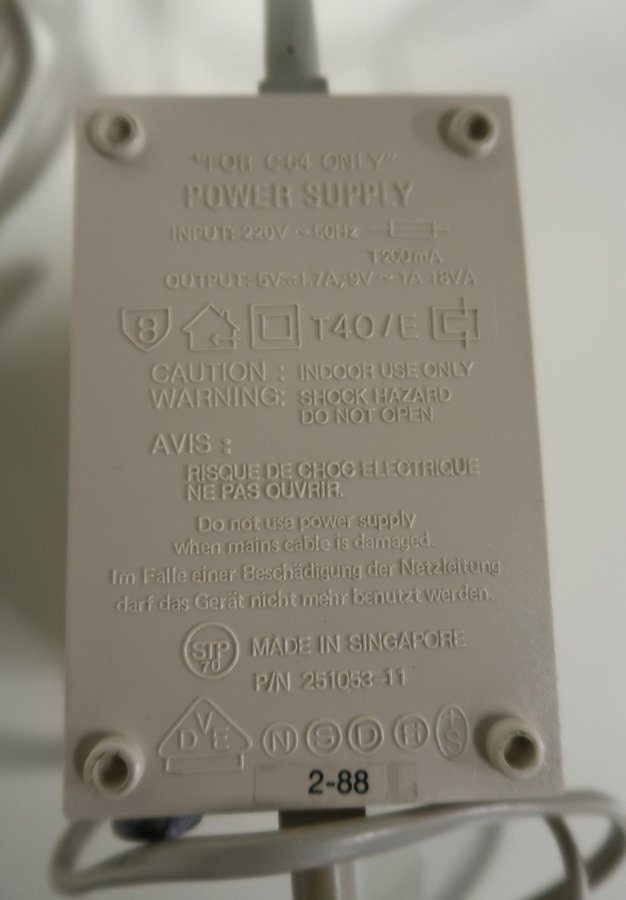 "FOR C-64 ONLY"
POWER SUPPLY
INPUT: 220V ~ 50Hz
T200mA
OUTPUT: 5V⎓1.7A; 9V ~ 1A 18VA
8 T40/E
CAUTION : INDOOR USE ONLY
WARNING: SHOCK HAZARD
DO NOT OPEN
AVIS :
RISQUE DE CHOC ELECTRIQUE
NE PAS OUVRIR.
Do not use power supply
when mains cable is damaged.
Im Falle einer Beschädigung der Netzleitung
darf das Gerät nicht mehr benutzt werden.
STP
70
MADE IN SINGAPORE
P/N 251053-11
VDE N S D
2-88